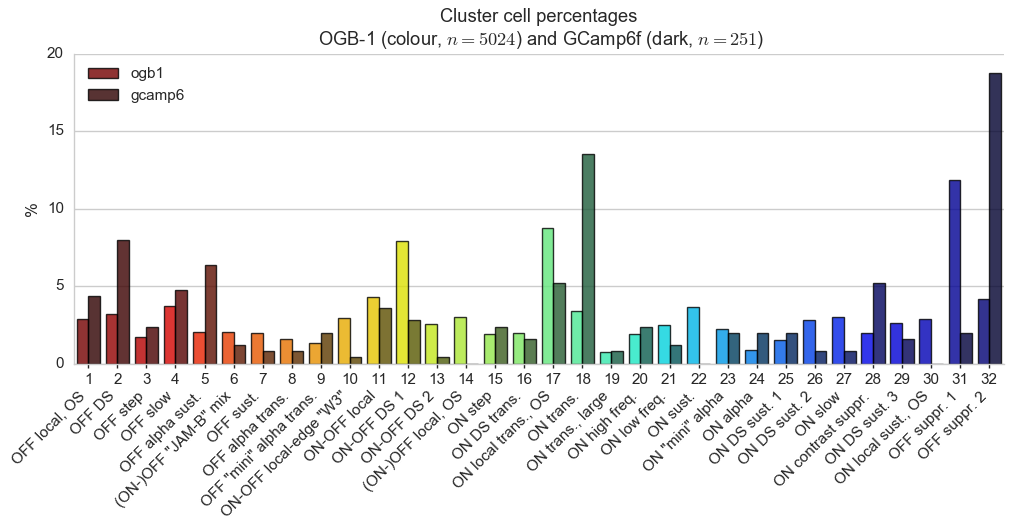 Cluster cell percentages
OGB-1 (colour, n = 5024) and GCamp6f (dark, n = 251)
ogb1
gcamp6
%
20
15
10
5
0
1 2 3 4 5 6 7 8 9 10 11 12 13 14 15 16 17 18 19 20 21 22 23 24 25 26 27 28 29 30 31 32
OFF local, OS
OFF DS
OFF step
OFF slow
OFF alpha sust.
(ON-)OFF "JAM-B" mix
OFF sust.
OFF alpha trans.
OFF "mini" alpha trans.
ON-OFF local-edge "W3"
ON-OFF local
ON-OFF DS 1
ON-OFF DS 2
(ON-)OFF local, OS
ON step
ON DS trans.
ON local trans., OS
ON trans.
ON trans., large
ON high freq.
ON low freq.
ON sust.
ON "mini" alpha
ON alpha
ON DS sust. 1
ON DS sust. 2
ON slow
ON contrast suppr.
ON DS sust. 3
ON local sust., OS
OFF suppr. 1
OFF suppr. 2